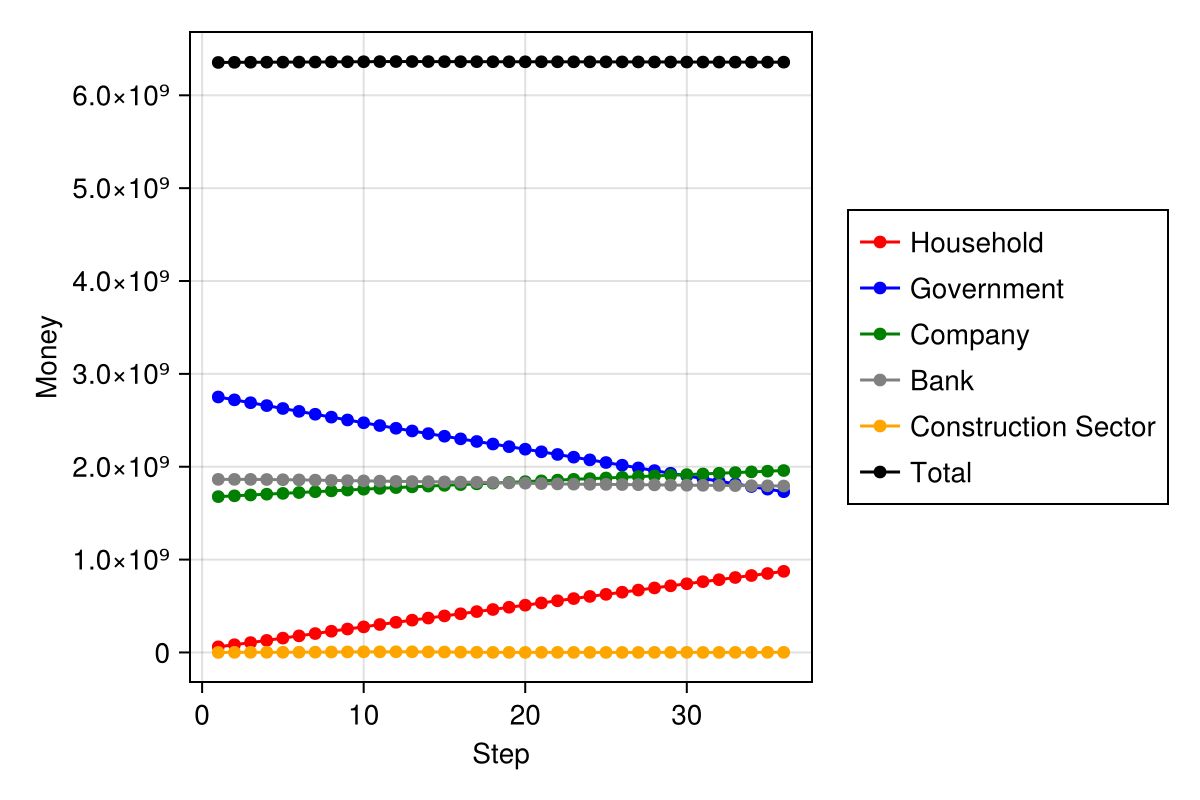 6.0×10⁹
5.0×10⁹
4.0×10⁹
3.0×10⁹
2.0×10⁹
1.0×10⁹
0
Money
0 10 20 30
Step
Household
Government
Company
Bank
Construction Sector
Total